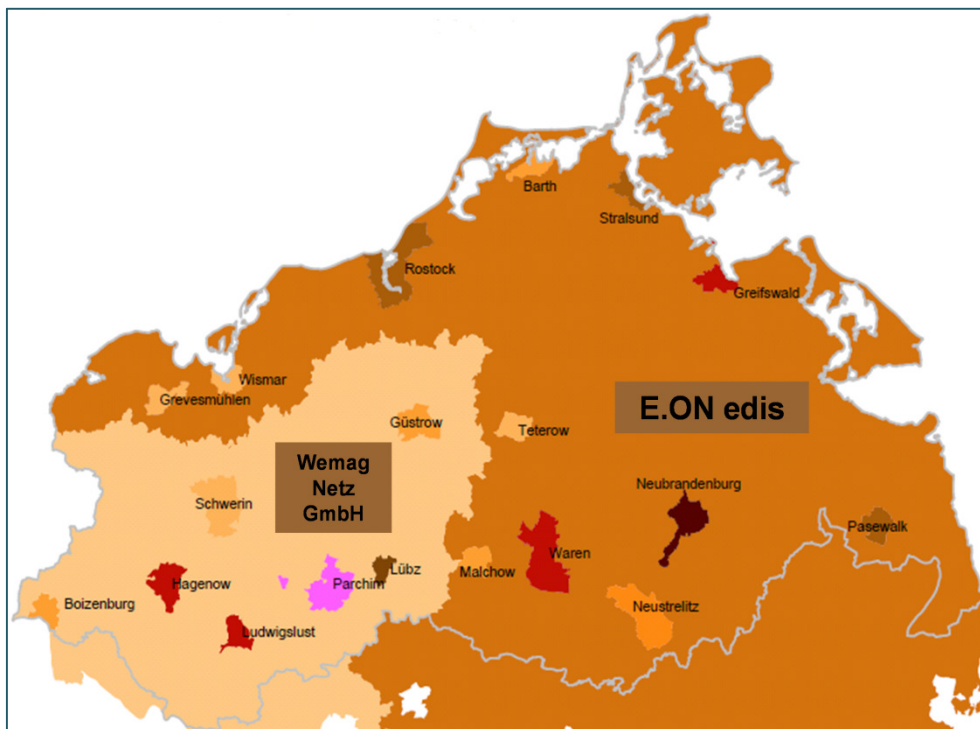 Barth
Stralsund
Rostock
Greifswald
Wismar
Grevesmühlen
E.ON edis
Güstrow
Teterow
Wemag
Netz
GmbH
Neubrandenburg
Schwerin
Pasewalk
Waren
Malchow
Lübz
Hagenow
Parchim
Boizenburg
Neustrelitz
Ludwigslust